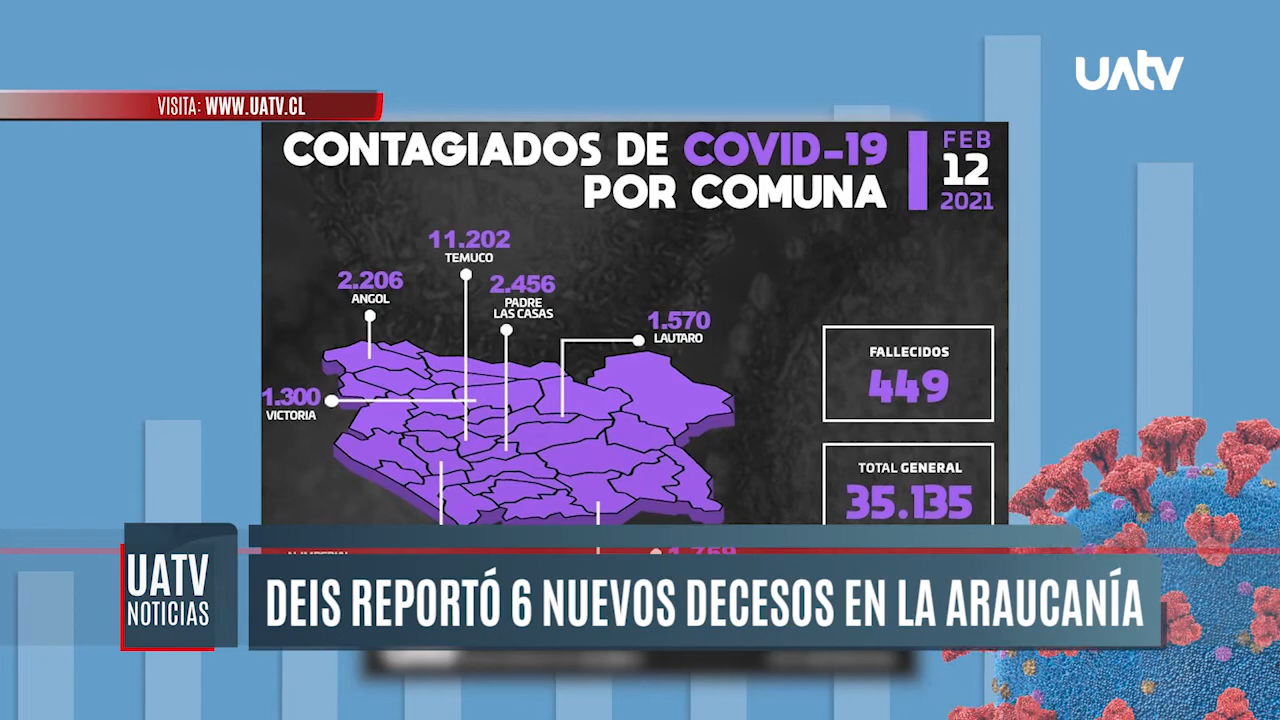 UATV
VISITA: WWW.UATV.CL
CONTAGIADOS DE COVID-19
POR COMUNA
FEB
12
2021
11.202
TEMUCO
2.206
ANGOL
2.456
PADRE
LAS CASAS
1.570
LAUTARO
1.300
VICTORIA
FALLECIDOS
449
TOTAL GENERAL
35.135
1.769
UATV
NOTICIAS
DEIS REPORTÓ 6 NUEVOS DECESOS EN LA ARAUCANÍA